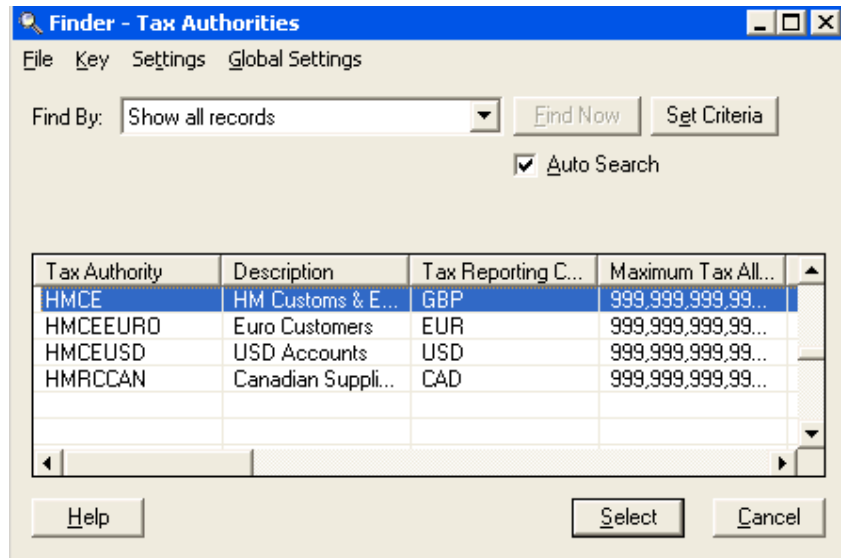 Finder - Tax Authorities
File Key Settings Global Settings
Find By: Show all records Find Now Set Criteria
Auto Search
Tax Authority Description Tax Reporting C... Maximum Tax All...
HMCE HM Customs & E... GBP 999,999,999,99...
HMCEEURO Euro Customers EUR 999,999,999,99...
HMCEUSD USD Accounts USD 999,999,999,99...
HMRCCAN Canadian Suppli... CAD 999,999,999,99...
Help Select Cancel